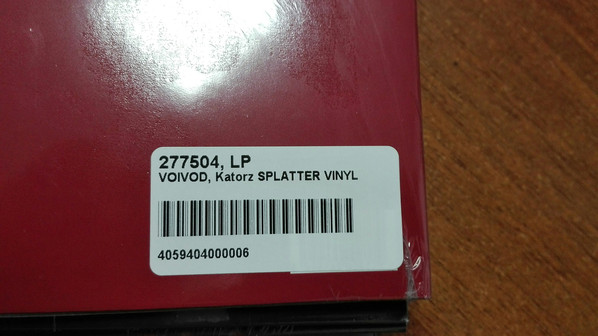 277504, LP
VOIVOD, Katorz SPLATTER VINYL
4059404000006